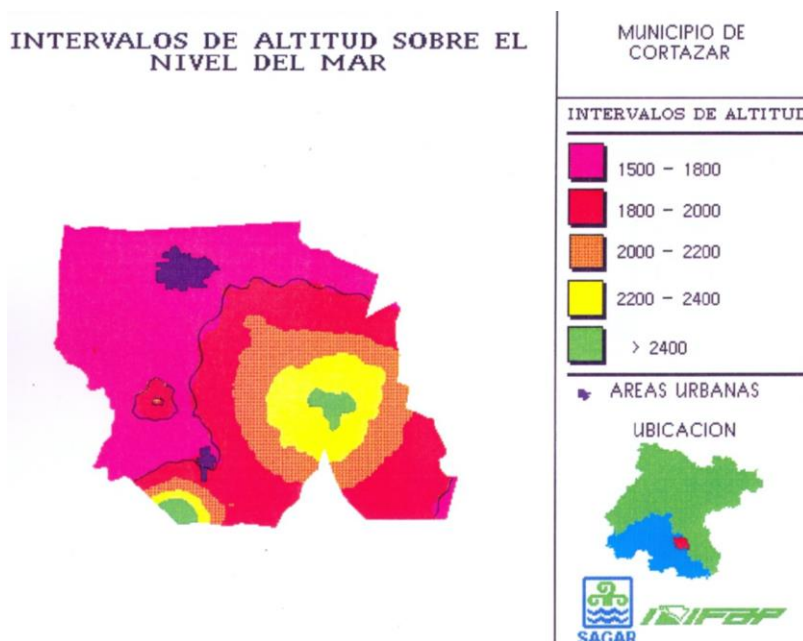 INTERVALOS DE ALTITUD SOBRE EL
NIVEL DEL MAR
MUNICIPIO DE
CORTAZAR
INTERVALOS DE ALTITUD
1500 - 1800
1800 - 2000
2000 - 2200
2200 - 2400
> 2400
AREAS URBANAS
UBICACION
SAGAR
INIFAP